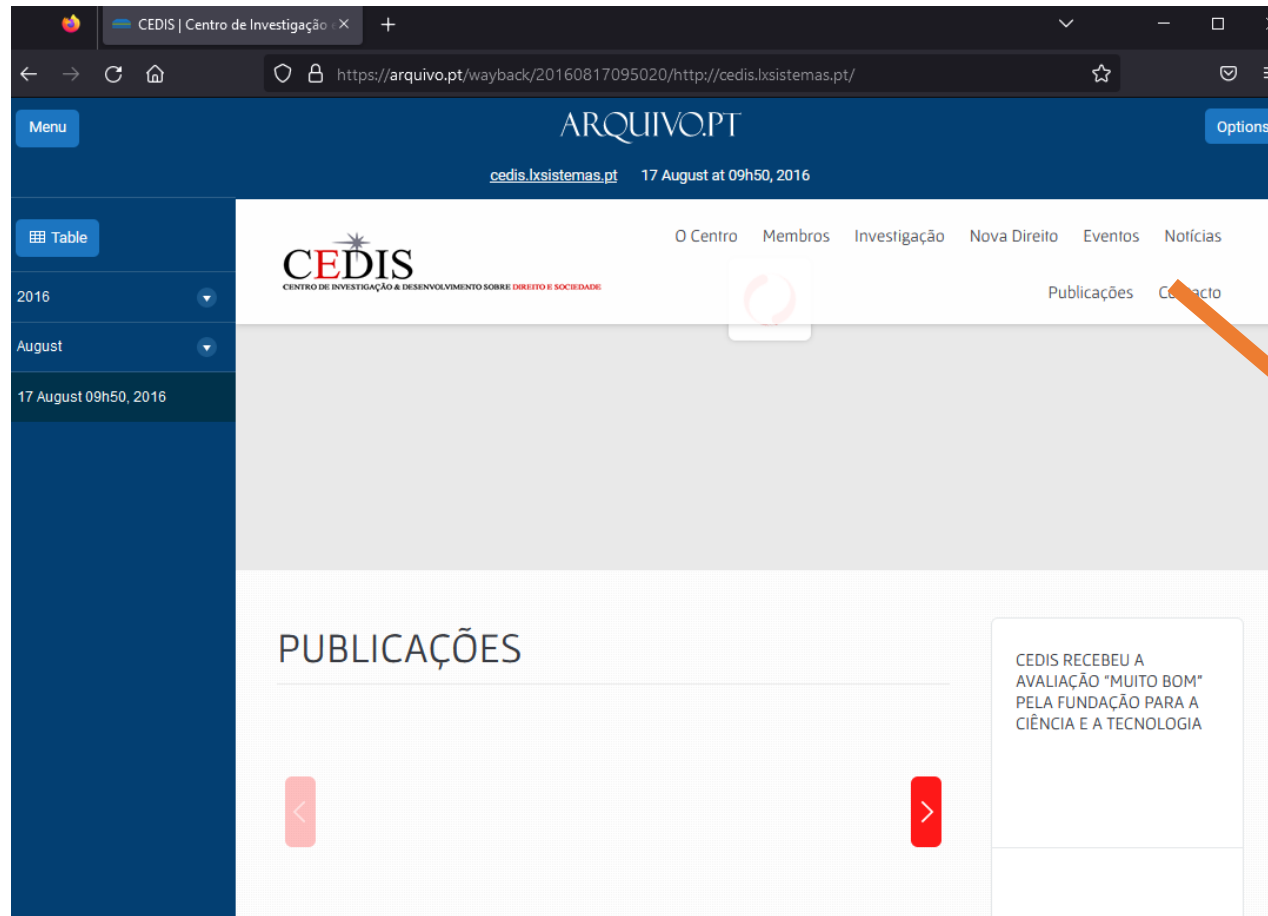 CEDIS | Centro de Investigação e
https://arquivo.pt/wayback/20160817095020/http://cedis.lxsistemas.pt/
Menu
ARQUIVO.PT
Options
cedis.lxsistemas.pt 17 August at 09h50, 2016
Table
2016
August
17 August 09h50, 2016
CEDIS
CENTRO DE INVESTIGAÇÃO & DESENVOLVIMENTO SOBRE DIREITO E SOCIEDADE
O Centro Membros Investigação Nova Direito Eventos Notícias
Publicações
PUBLICAÇÕES
CEDIS RECEBEU A
AVALIAÇÃO "MUITO BOM"
PELA FUNDAÇÃO PARA A
CIÊNCIA E A TECNOLOGIA